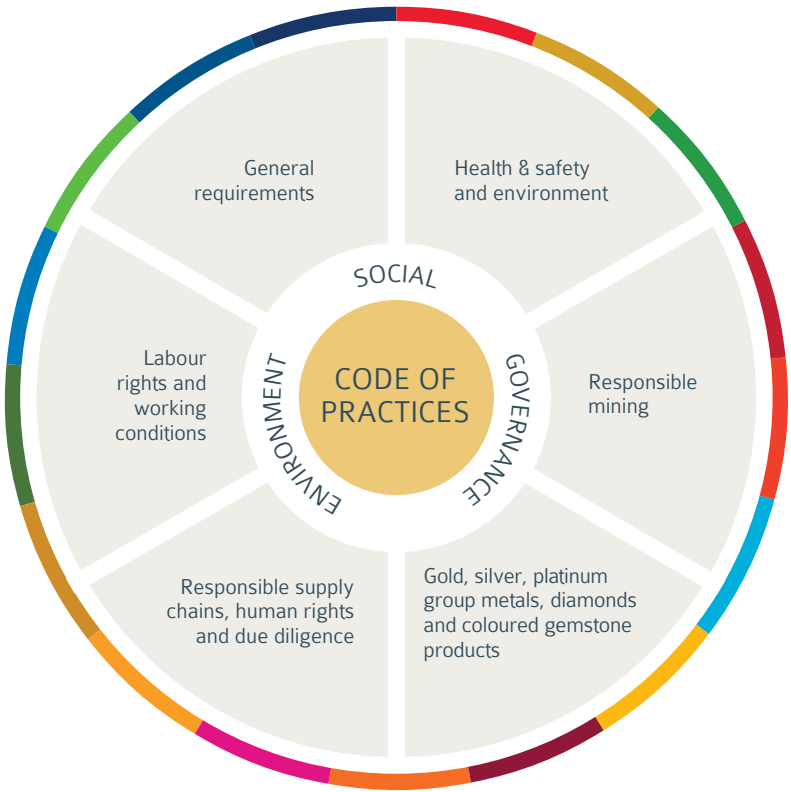 General
requirements
Health & safety
and environment
SOCIAL
Labour
rights and
working
conditions
ENVIRONMENT
CODE OF
PRACTICES
GOVERNANCE
Responsible
mining
Responsible supply
chains, human rights
and due diligence
Gold, silver, platinum
group metals, diamonds
and coloured gemstone
products